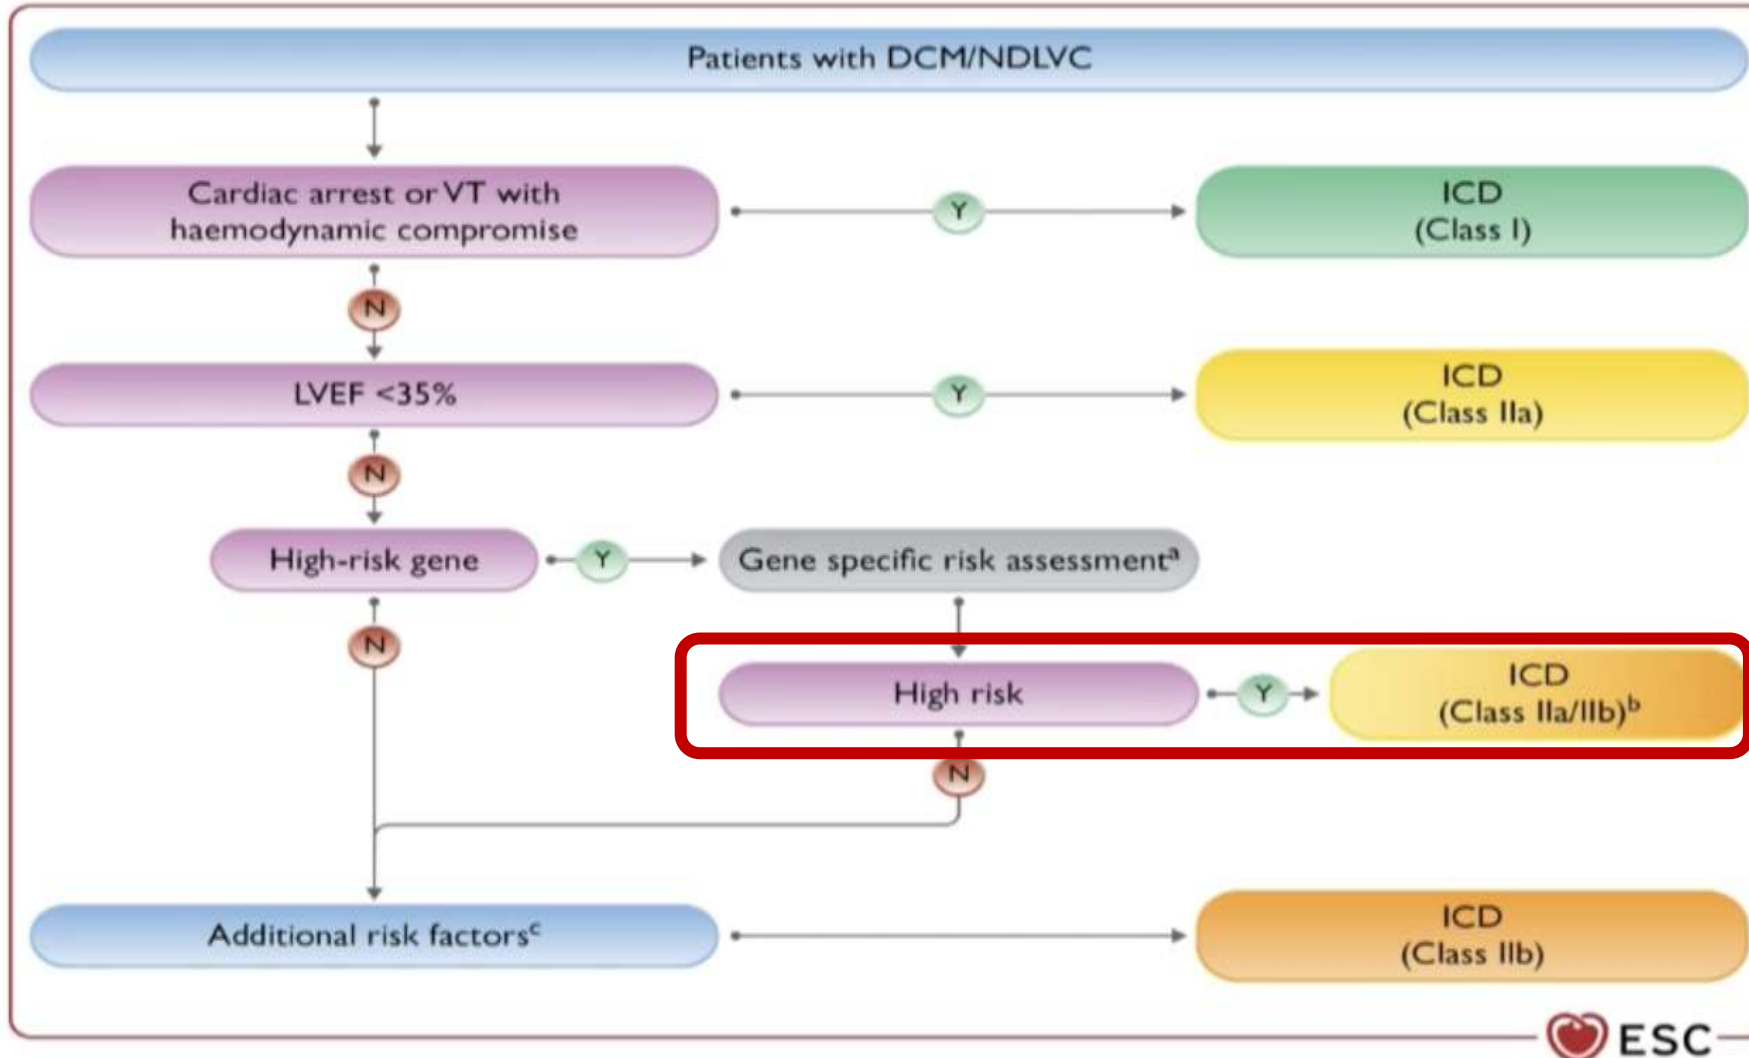 Patients with DCM/NDLVC
Cardiac arrest or VT with
haemodynamic compromise
Y
ICD
(Class I)
N
LVEF <35%
Y
ICD
(Class IIa)
N
High-risk gene
Y
Gene specific risk assessmentᵃ
N
High risk
Y
ICD
(Class IIa/IIb)ᵇ
N
Additional risk factorsᶜ
ICD
(Class IIb)
ESC